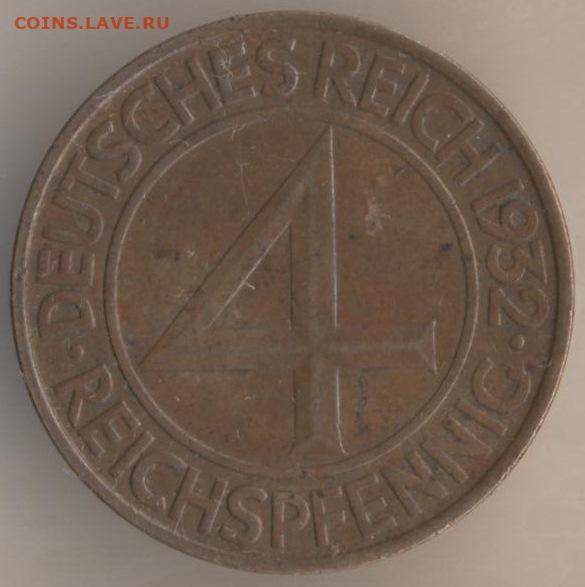 COINS.LAVE.RU
DEUTSCHES REICH 1932
4
REICHSPFENNIG